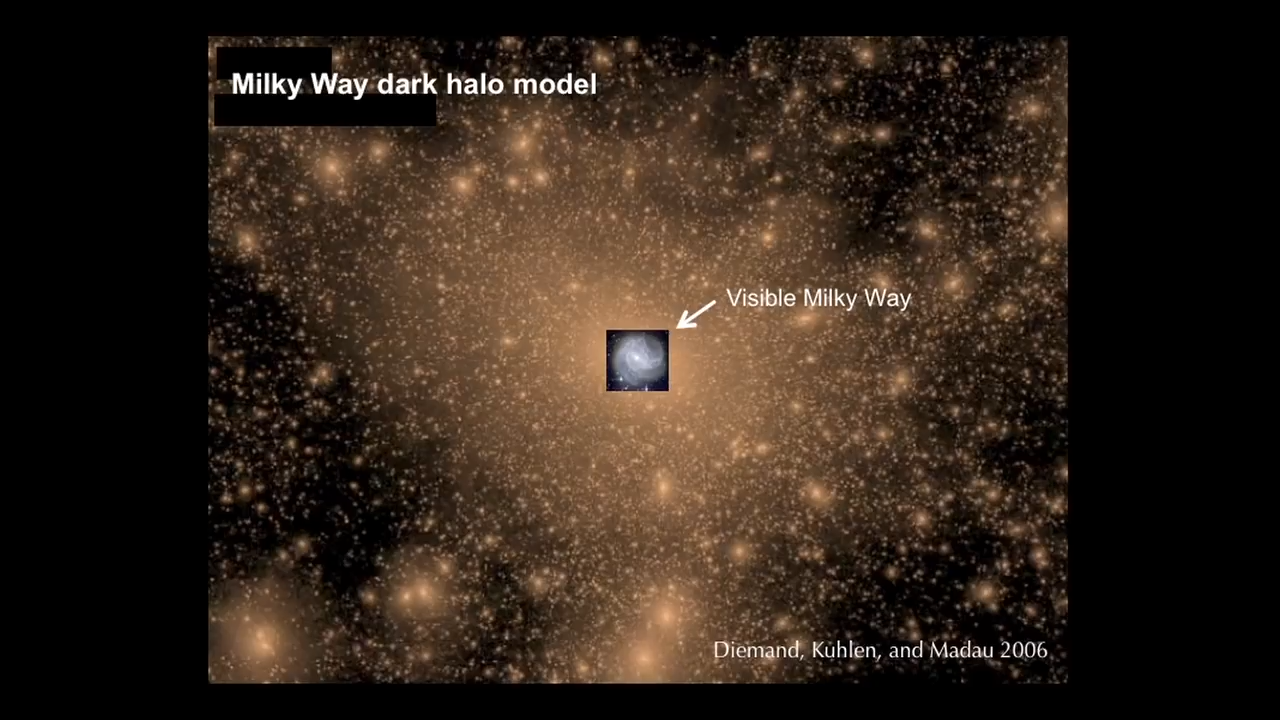 Milky Way dark halo model
Visible Milky Way
Diemand, Kuhlen, and Madau 2006